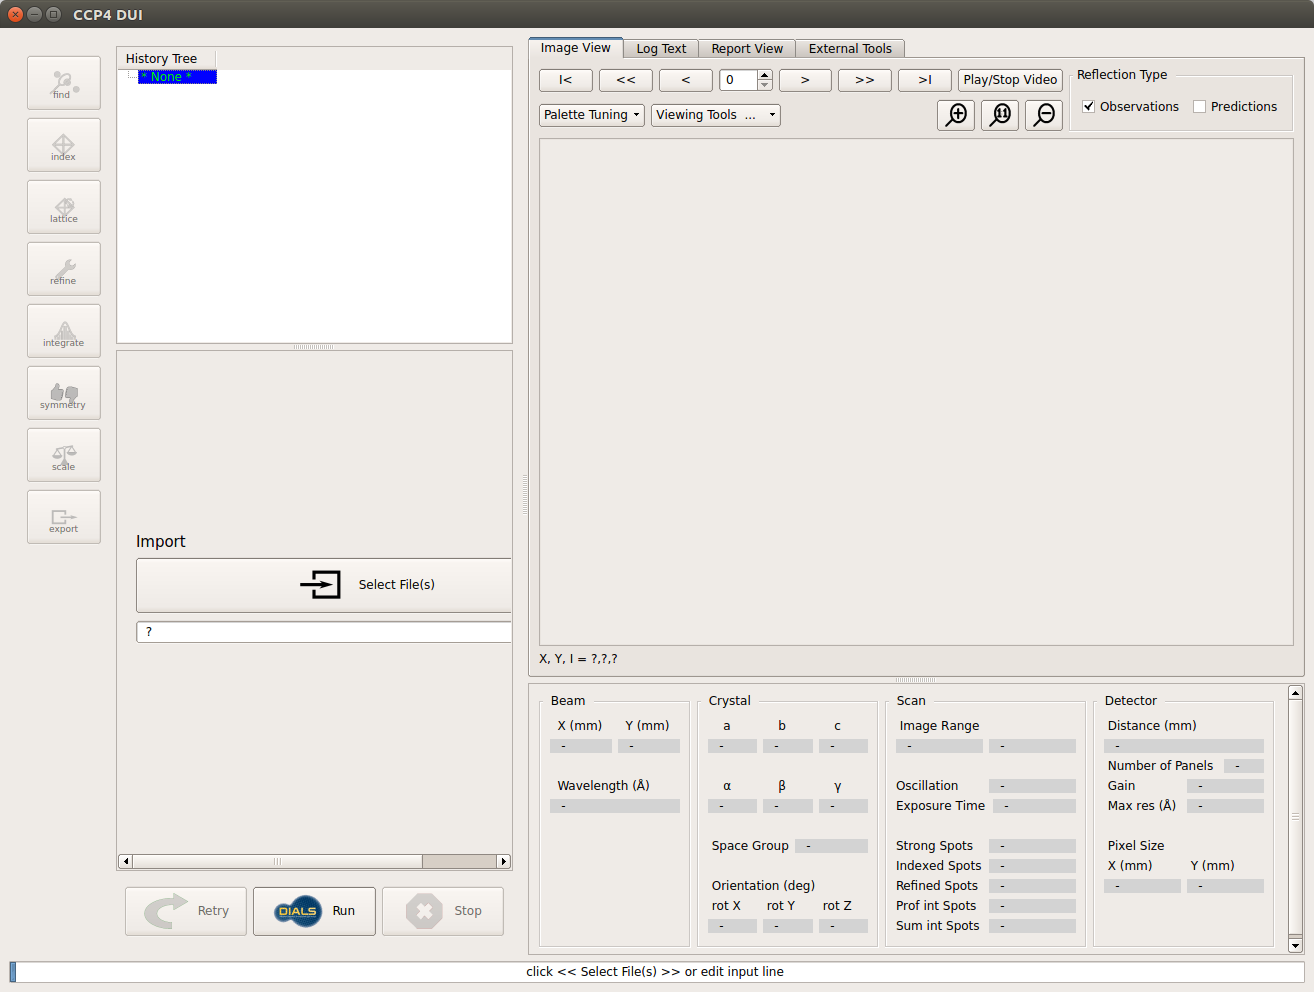 CCP4 DUI
find
index
lattice
refine
integrate
symmetry
scale
export
History Tree
* None *
Import
Select File(s)
?
Retry
DIALS Run
Stop
Image View Log Text Report View External Tools
I< << < 0 > >> >I Play/Stop Video
Palette Tuning Viewing Tools ...
11
Reflection Type
Observations Predictions
X, Y, I = ?,?,?
Beam
X (mm) Y (mm)
- -
Wavelength (Å)
-
Crystal
a b c
- - -
α β γ
- - -
Space Group -
Orientation (deg)
rot X rot Y rot Z
- - -
Scan
Image Range
- -
Oscillation -
Exposure Time -
Strong Spots -
Indexed Spots -
Refined Spots -
Prof int Spots -
Sum int Spots -
Detector
Distance (mm)
-
Number of Panels -
Gain -
Max res (Å) -
Pixel Size
X (mm) Y (mm)
- -
click << Select File(s) >> or edit input line